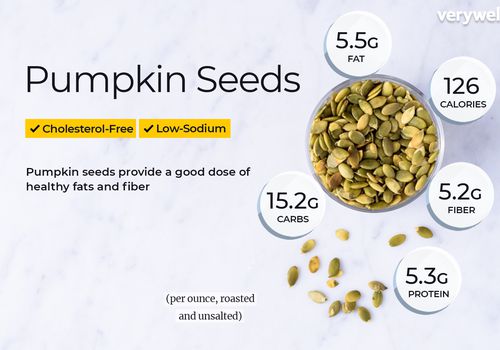 verywel
5.5G
FAT
Pumpkin Seeds
126
CALORIES
Cholesterol-Free
Low-Sodium
Pumpkin seeds provide a good dose of
healthy fats and fiber
15.2G
CARBS
5.2G
FIBER
5.3G
PROTEIN
(per ounce, roasted
and unsalted)